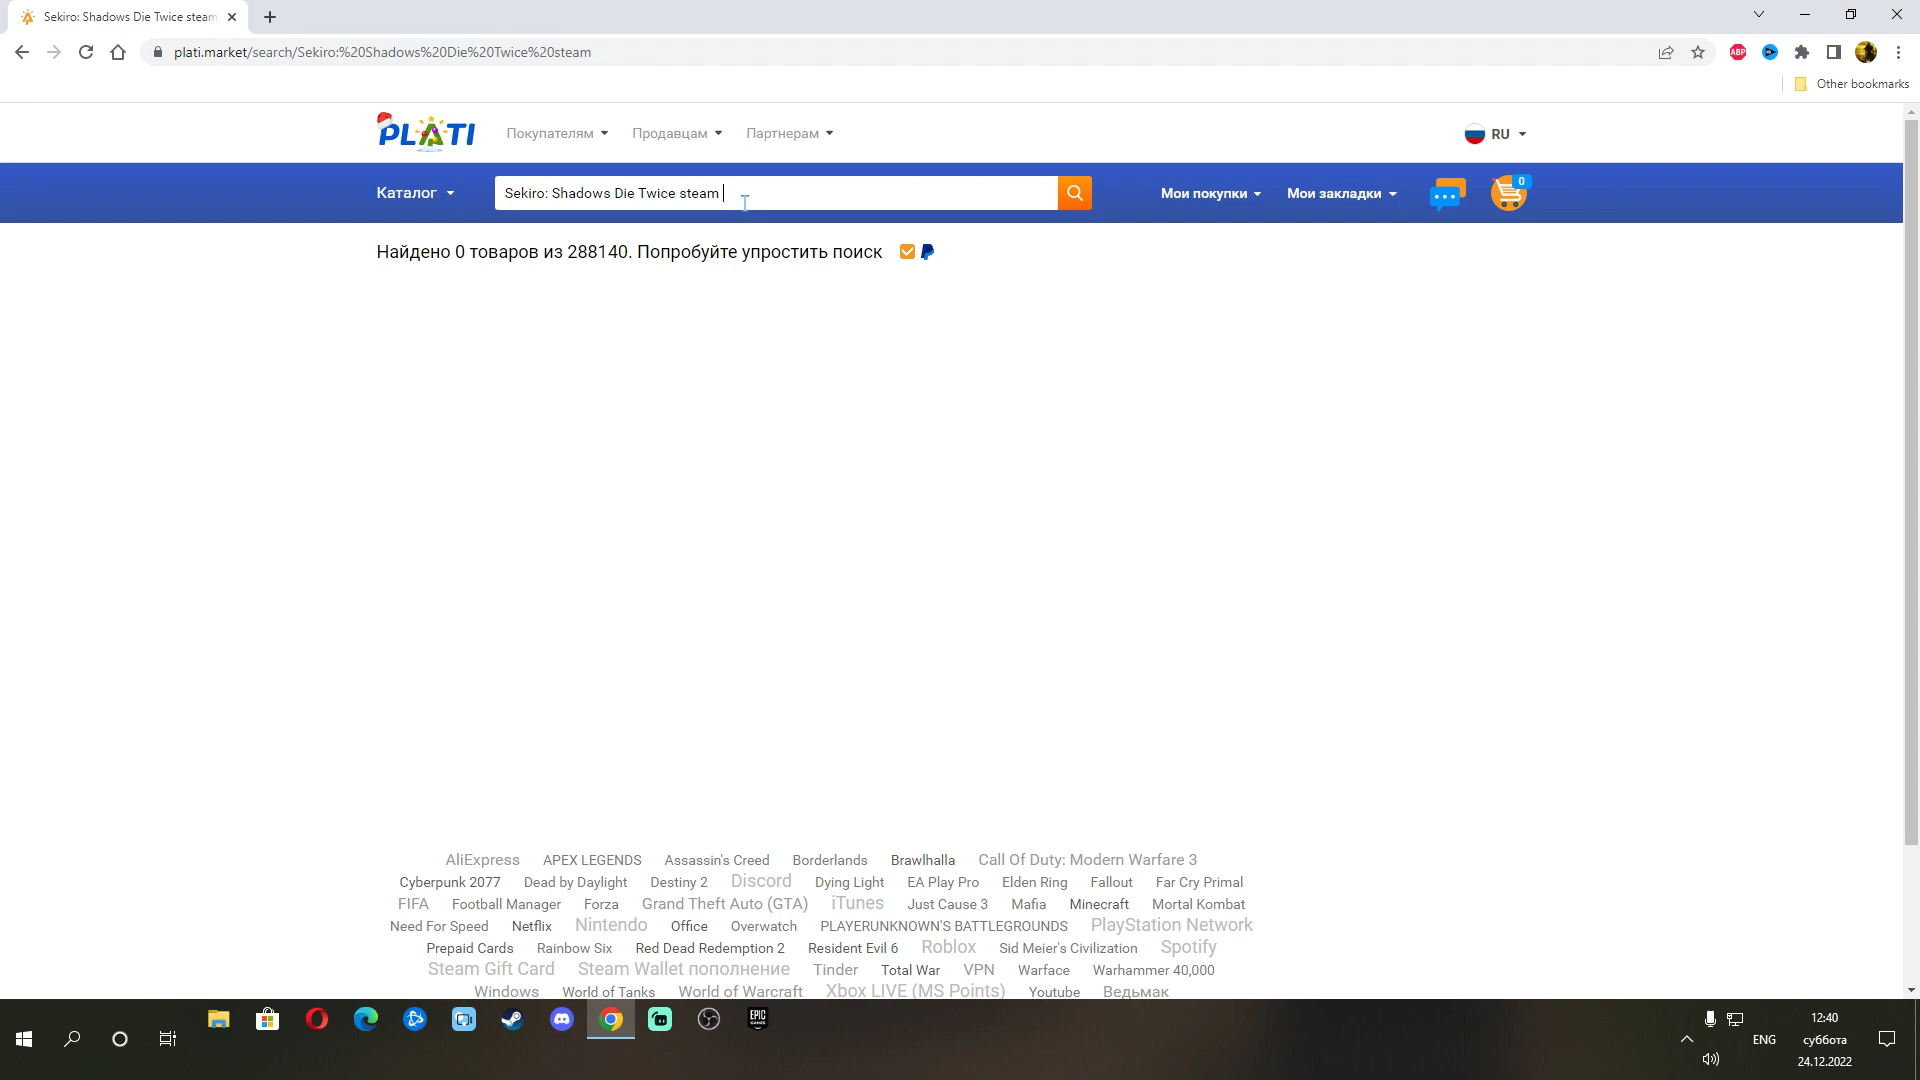 Sekiro: Shadows Die Twice steam
plati.market/search/Sekiro:%20Shadows%20Die%20Twice%20steam
ABP
Other bookmarks
PLATI
Покупателям
Продавцам
Партнерам
RU
Каталог
Sekiro: Shadows Die Twice steam
Мои покупки
Мои закладки
0
Найдено 0 товаров из 288140. Попробуйте упростить поиск
AliExpress APEX LEGENDS Assassin's Creed Borderlands Brawlhalla Call Of Duty: Modern Warfare 3
Cyberpunk 2077 Dead by Daylight Destiny 2 Discord Dying Light EA Play Pro Elden Ring Fallout Far Cry Primal
FIFA Football Manager Forza Grand Theft Auto (GTA) iTunes Just Cause 3 Mafia Minecraft Mortal Kombat
Need For Speed Netflix Nintendo Office Overwatch PLAYERUNKNOWN'S BATTLEGROUNDS PlayStation Network
Prepaid Cards Rainbow Six Red Dead Redemption 2 Resident Evil 6 Roblox Sid Meier's Civilization Spotify
Steam Gift Card Steam Wallet пополнение Tinder Total War VPN Warface Warhammer 40,000
Windows World of Tanks World of Warcraft Xbox LIVE (MS Points) Youtube Ведьмак
EPIC GAMES
ENG
12:40
суббота
24.12.2022